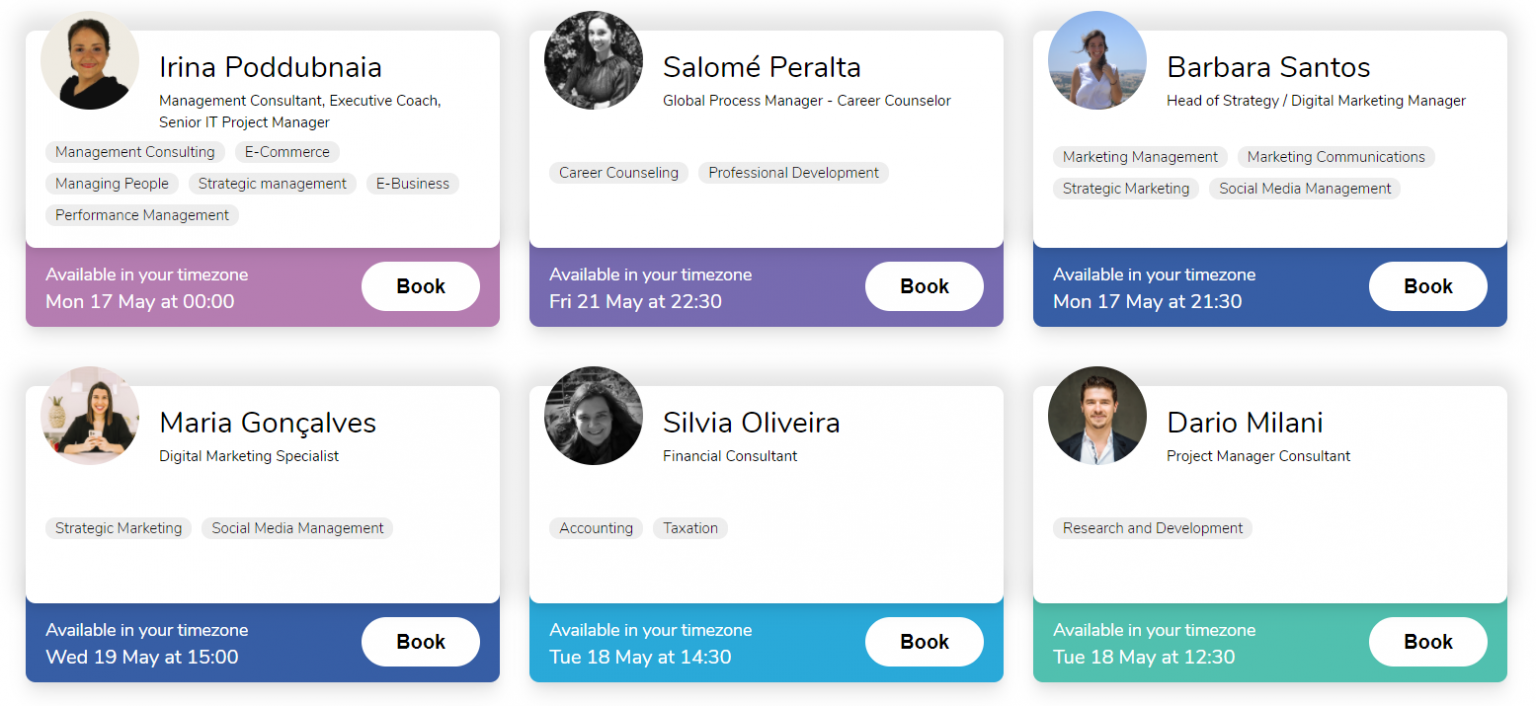 Irina Poddubnaia
Management Consultant, Executive Coach,
Senior IT Project Manager
Management Consulting E-Commerce
Managing People Strategic management E-Business
Performance Management
Available in your timezone
Mon 17 May at 00:00
Book
Salomé Peralta
Global Process Manager - Career Counselor
Career Counseling Professional Development
Available in your timezone
Fri 21 May at 22:30
Book
Barbara Santos
Head of Strategy / Digital Marketing Manager
Marketing Management Marketing Communications
Strategic Marketing Social Media Management
Available in your timezone
Mon 17 May at 21:30
Book
Maria Gonçalves
Digital Marketing Specialist
Strategic Marketing Social Media Management
Available in your timezone
Wed 19 May at 15:00
Book
Silvia Oliveira
Financial Consultant
Accounting Taxation
Available in your timezone
Tue 18 May at 14:30
Book
Dario Milani
Project Manager Consultant
Research and Development
Available in your timezone
Tue 18 May at 12:30
Book